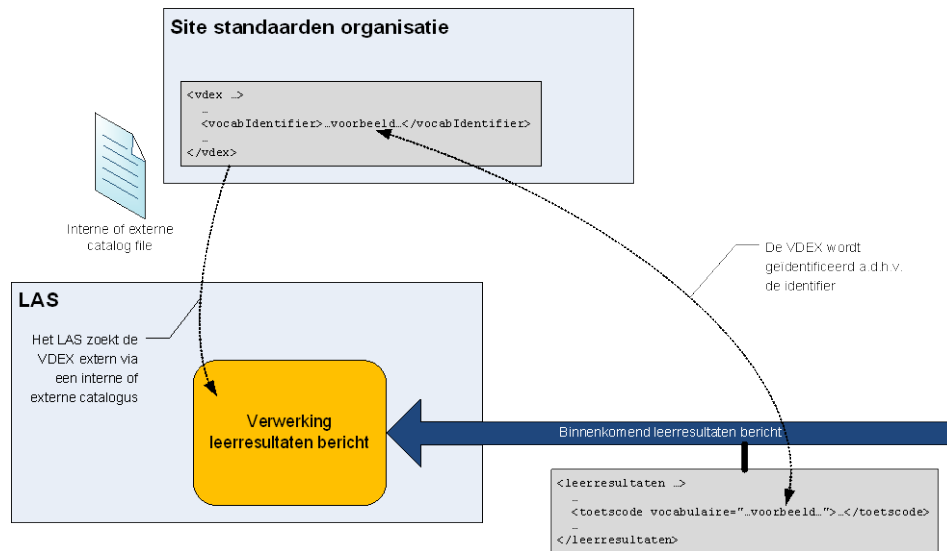 Site standaarden organisatie
<vdex …>
…
<vocabIdentifier>…voorbeeld…</vocabIdentifier>
…
</vdex>
Interne of externe
catalog file
De VDEX wordt
geidentificeerd a.d.h.v.
de identifier
LAS
Het LAS zoekt de
VDEX extern via
een interne of
externe catalogus
Verwerking
leerresultaten bericht
Binnenkomend leerresultaten bericht
<leerresultaten …>
…
<toetscode vocabulaire="…voorbeeld…">…</toetscode>
…
</leerresultaten>